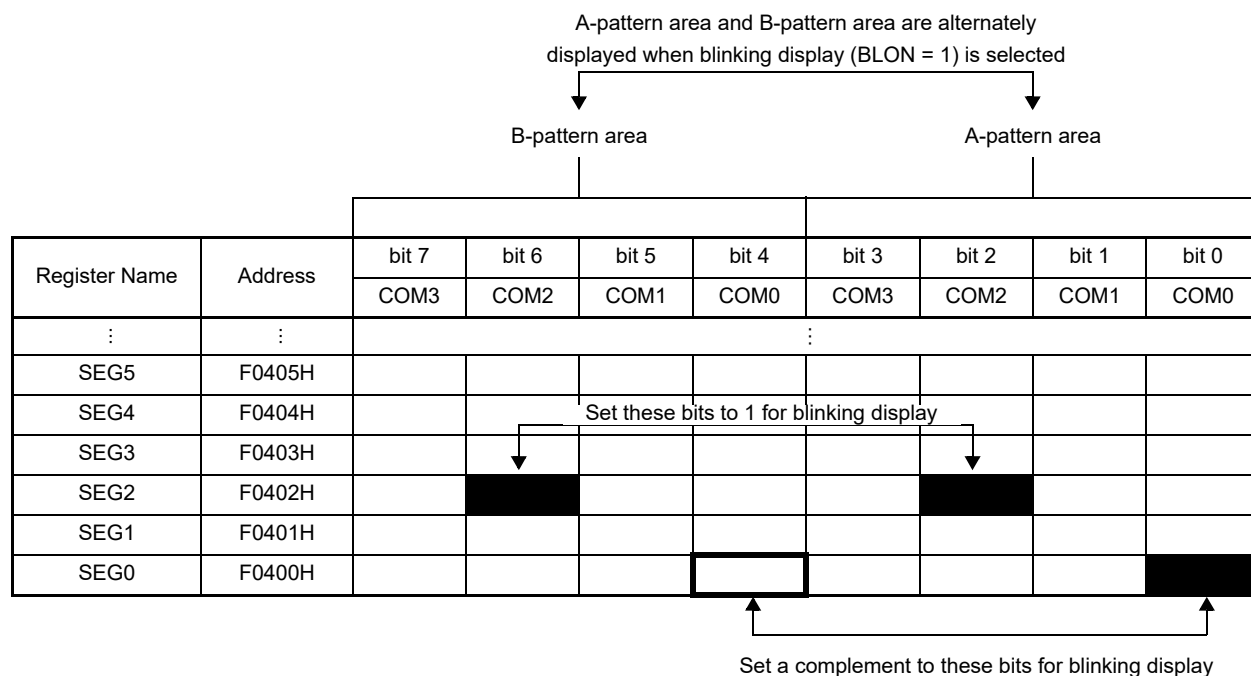 A-pattern area and B-pattern area are alternately
displayed when blinking display (BLON = 1) is selected
B-pattern area A-pattern area
Register Name Address bit 7 bit 6 bit 5 bit 4 bit 3 bit 2 bit 1 bit 0
COM3 COM2 COM1 COM0 COM3 COM2 COM1 COM0
⋮ ⋮ ⋮
SEG5 F0405H
SEG4 F0404H
Set these bits to 1 for blinking display
SEG3 F0403H
SEG2 F0402H
SEG1 F0401H
SEG0 F0400H
Set a complement to these bits for blinking display